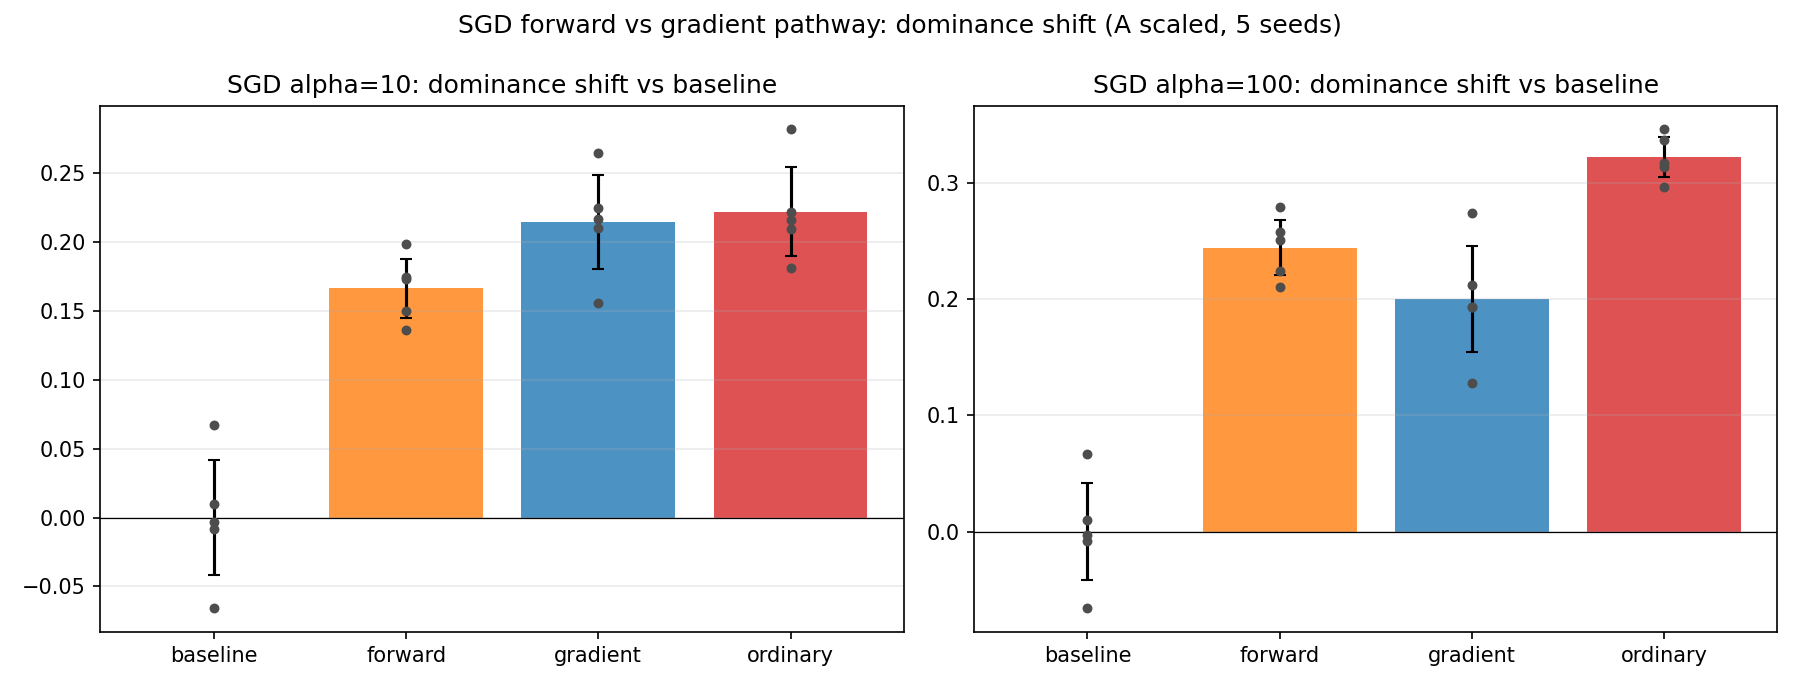 SGD forward vs gradient pathway: dominance shift (A scaled, 5 seeds)
SGD alpha=10: dominance shift vs baseline
0.25
0.20
0.15
0.10
0.05
0.00
−0.05
baseline forward gradient ordinary
SGD alpha=100: dominance shift vs baseline
0.3
0.2
0.1
0.0
baseline forward gradient ordinary